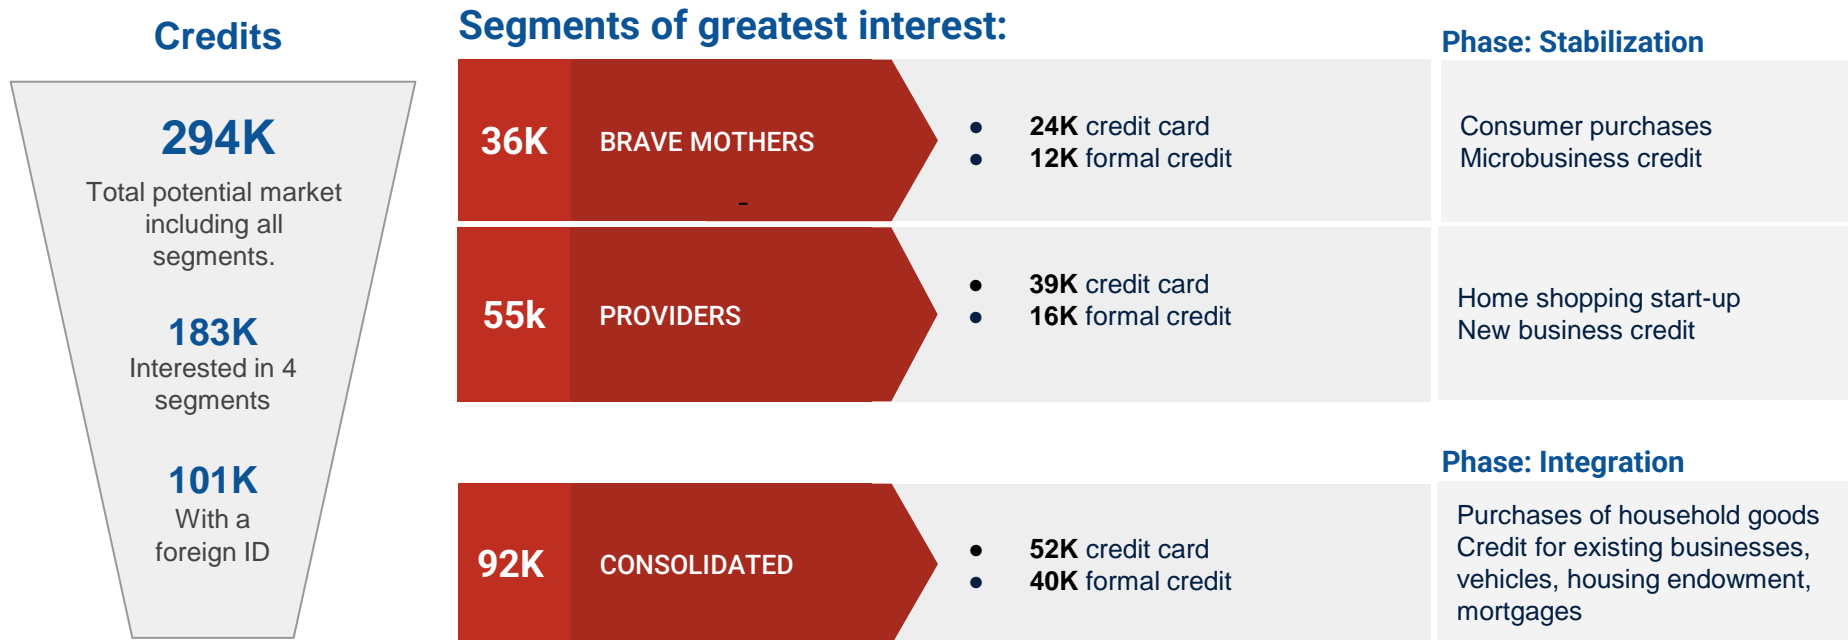 Credits
294K
Total potential market
including all
segments.
183K
Interested in 4
segments
101K
With a
foreign ID
Segments of greatest interest:
Phase: Stabilization
36K
BRAVE MOTHERS
-
● 24K credit card
● 12K formal credit
Consumer purchases
Microbusiness credit
55k
PROVIDERS
● 39K credit card
● 16K formal credit
Home shopping start-up
New business credit
Phase: Integration
92K
CONSOLIDATED
● 52K credit card
● 40K formal credit
Purchases of household goods
Credit for existing businesses,
vehicles, housing endowment,
mortgages